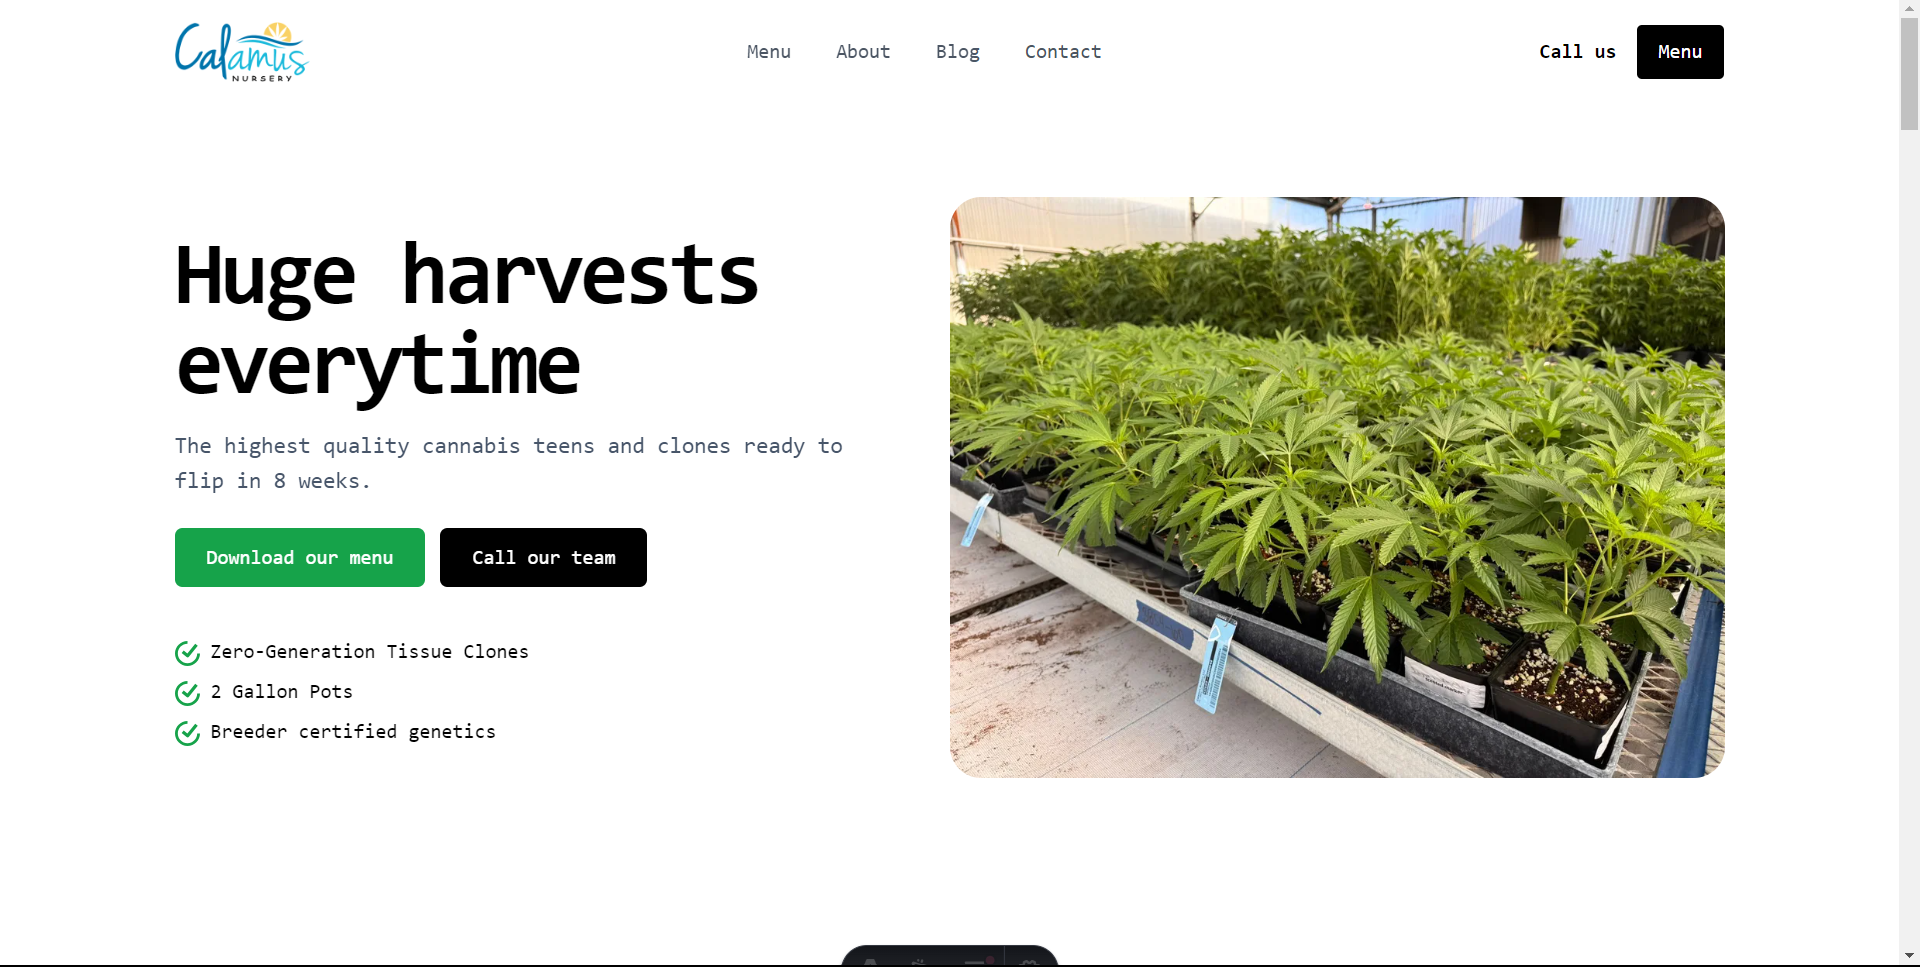 Calamus
NURSERY
Menu
About
Blog
Contact
Call us
Menu
Huge harvests
everytime
The highest quality cannabis teens and clones ready to
flip in 8 weeks.
Download our menu
Call our team
Zero-Generation Tissue Clones
2 Gallon Pots
Breeder certified genetics